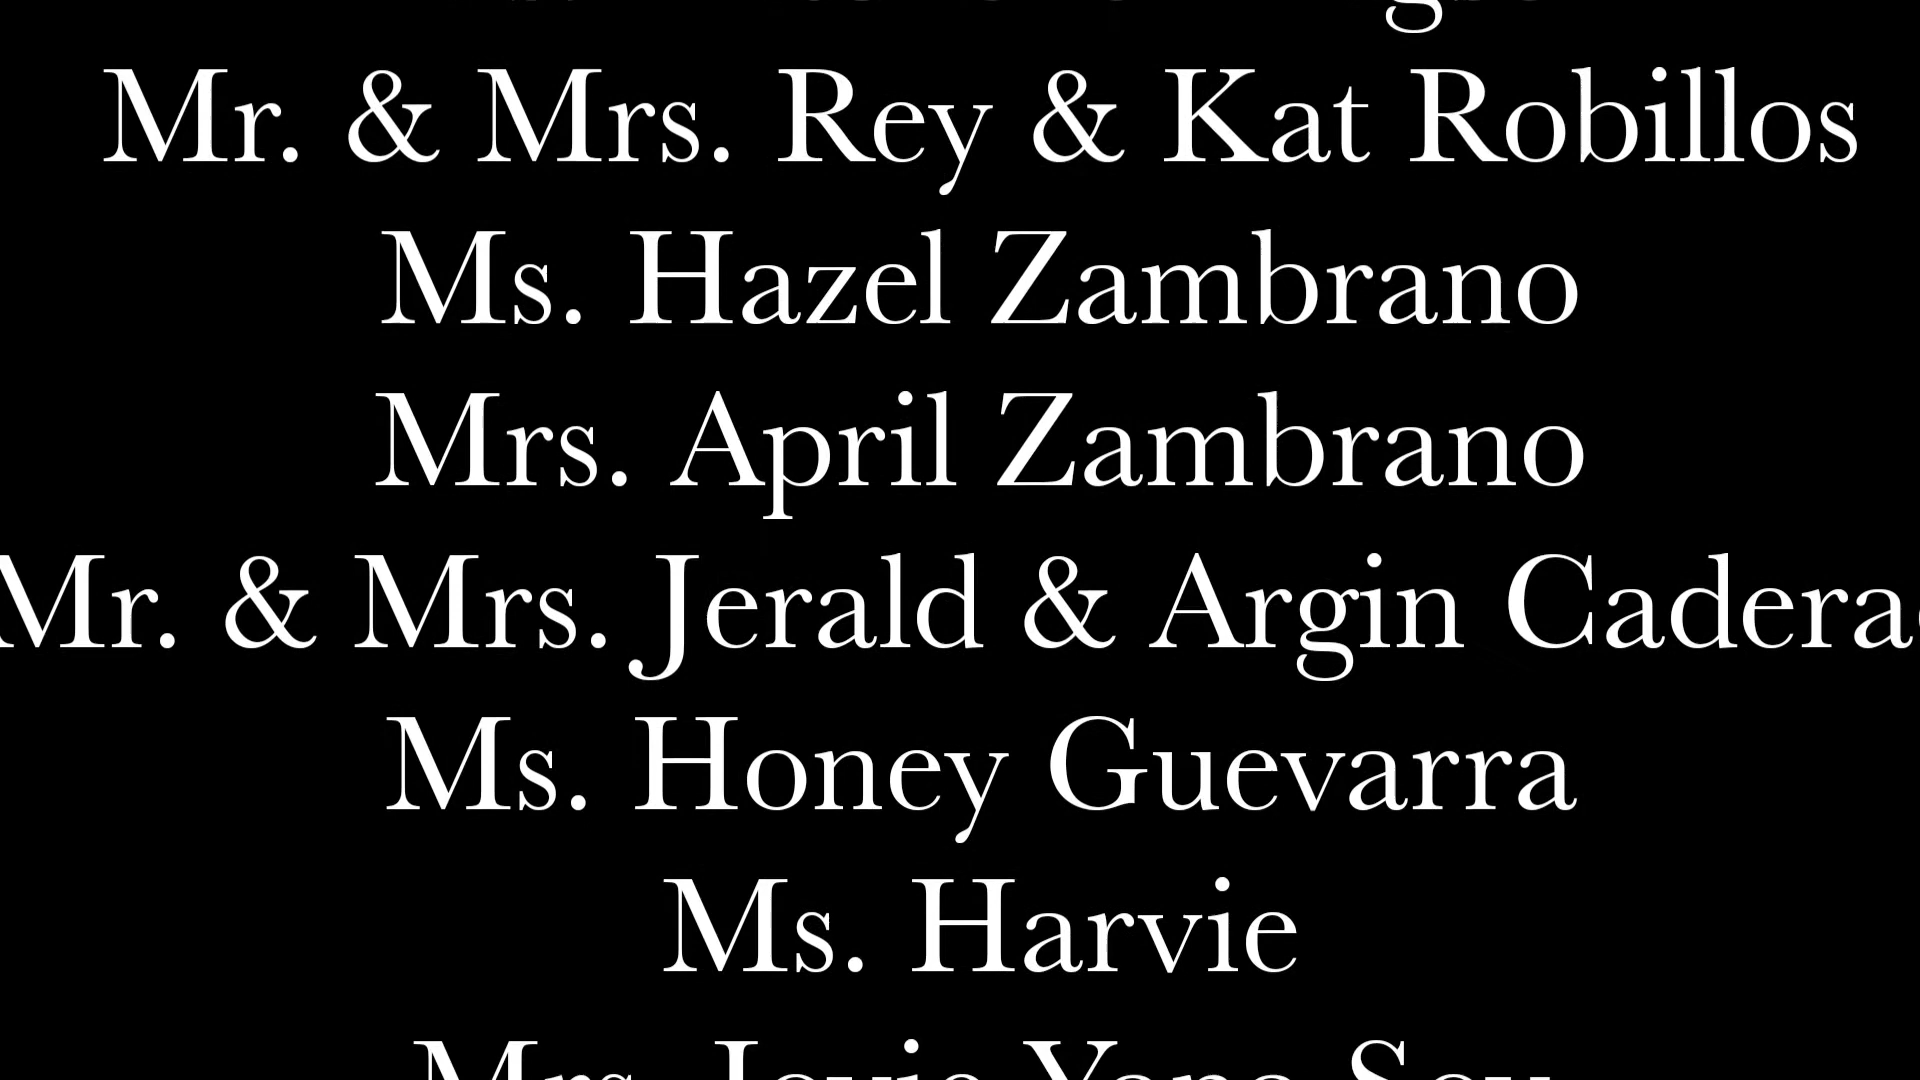 Mr. & Mrs. Rey & Kat Robillos
Ms. Hazel Zambrano
Mrs. April Zambrano
Mr. & Mrs. Jerald & Argin
Ms. Honey Guevarra
Ms. Harvie
Mrs.